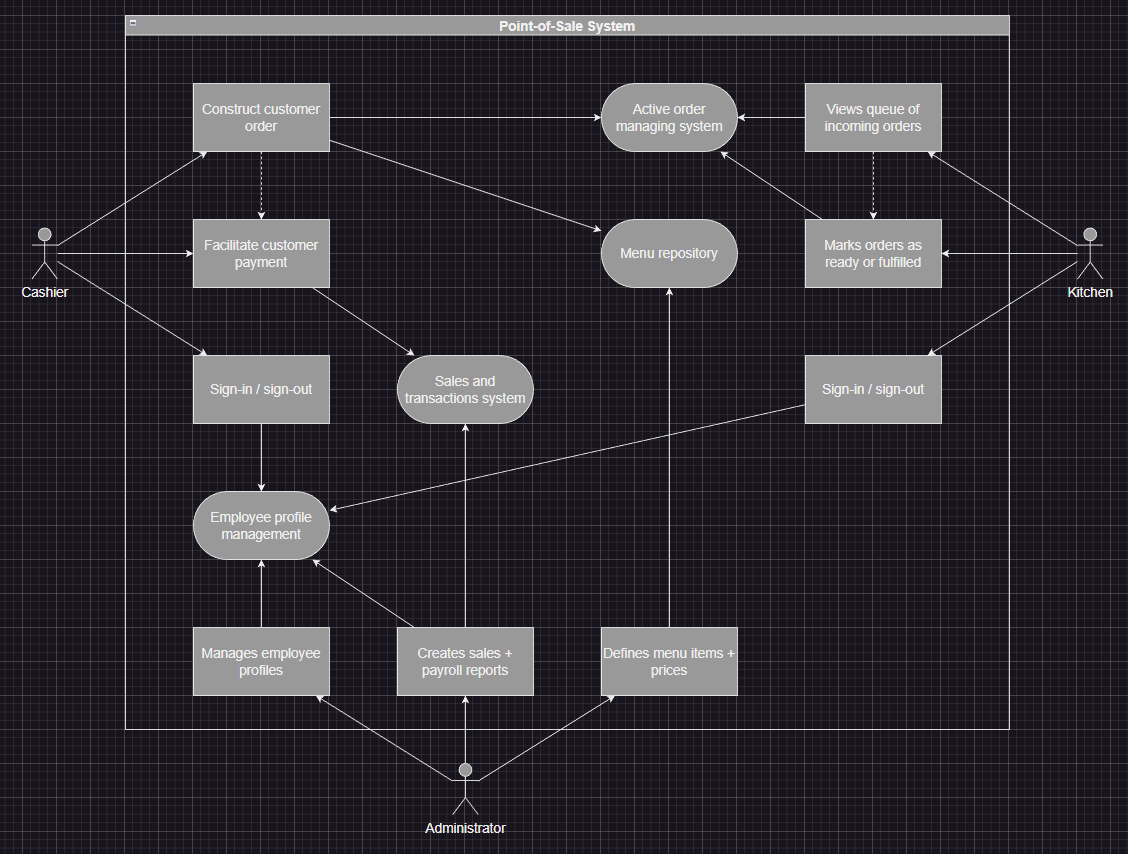 Point-of-Sale System
Construct customer
order
Active order
managing system
Views queue of
incoming orders
Facilitate customer
payment
Menu repository
Marks orders as
ready or fulfilled
Cashier
Kitchen
Sign-in / sign-out
Sales and
transactions system
Sign-in / sign-out
Employee profile
management
Manages employee
profiles
Creates sales +
payroll reports
Defines menu items +
prices
Administrator